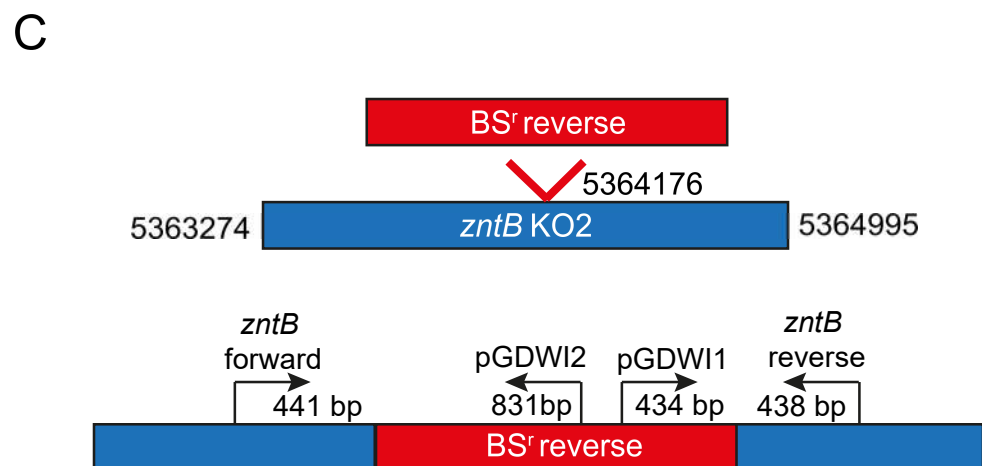 C
BSʳ reverse
5364176
5363274
zntB KO2
5364995
zntB
forward
pGDWI2
pGDWI1
zntB
reverse
441 bp
831bp
434 bp
438 bp
BSʳ reverse